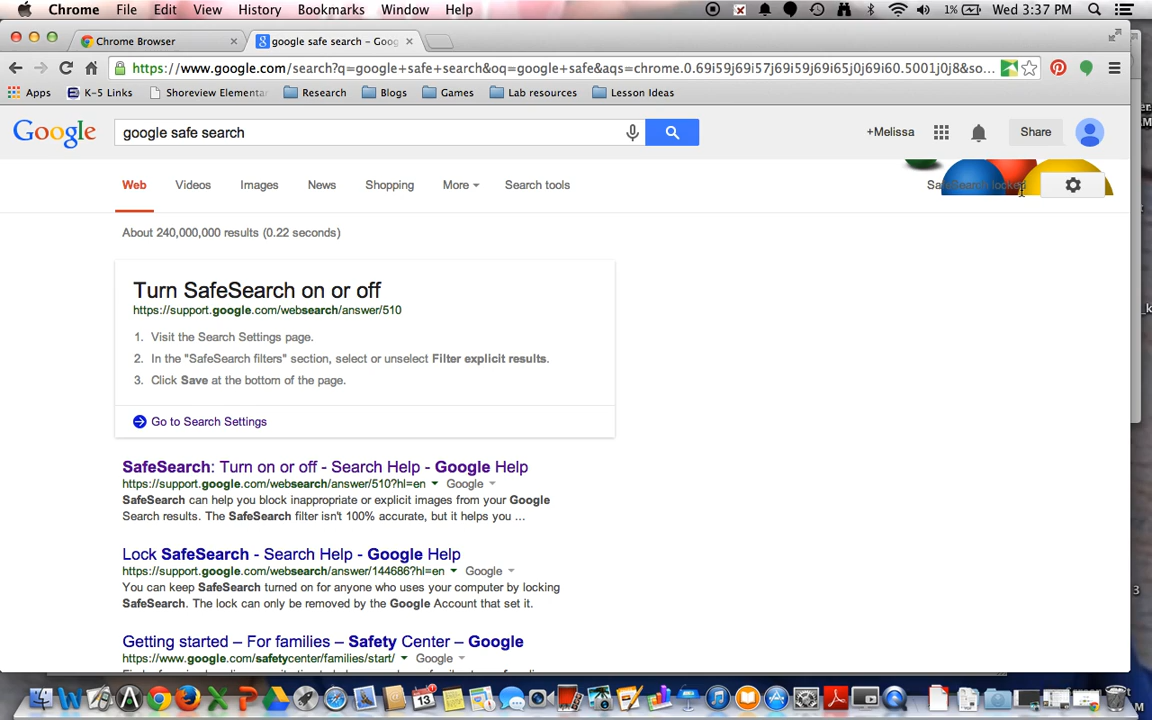 Chrome File Edit View History Bookmarks Window Help 1% Wed 3:37 PM
Chrome Browser × google safe search - Goog ×
https://www.google.com/search?q=google+safe+search&oq=google+safe&aqs=chrome.0.69i59j69i57j69i59j69i65j0j69i60.5001j0j8&so...
Apps K-5 Links Shoreview Elementar Research Blogs Games Lab resources Lesson Ideas
Google google safe search +Melissa Share
Web Videos Images News Shopping More Search tools SafeSearch locked
About 240,000,000 results (0.22 seconds)
Turn SafeSearch on or off
https://support.google.com/websearch/answer/510
1. Visit the Search Settings page.
2. In the "SafeSearch filters" section, select or unselect Filter explicit results.
3. Click Save at the bottom of the page.
Go to Search Settings
SafeSearch: Turn on or off - Search Help - Google Help
https://support.google.com/websearch/answer/510?hl=en Google
SafeSearch can help you block inappropriate or explicit images from your Google
Search results. The SafeSearch filter isn't 100% accurate, but it helps you ...
Lock SafeSearch - Search Help - Google Help
https://support.google.com/websearch/answer/144686?hl=en Google
You can keep SafeSearch turned on for anyone who uses your computer by locking
SafeSearch. The lock can only be removed by the Google Account that set it.
Getting started – For families – Safety Center – Google
https://www.google.com/safetycenter/families/start/ Google